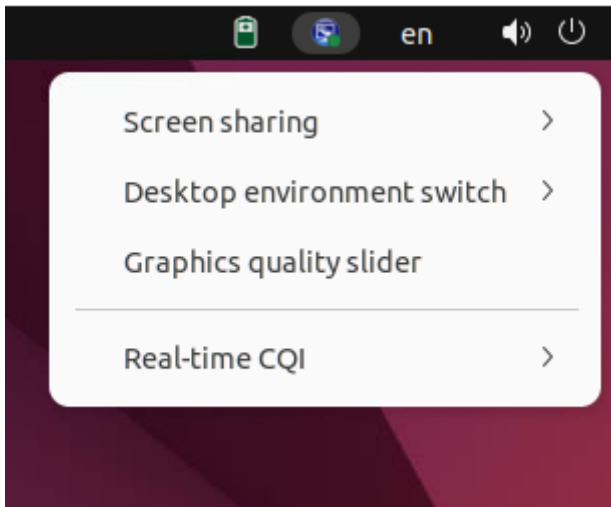 en
Screen sharing
Desktop environment switch
Graphics quality slider
Real-time CQI